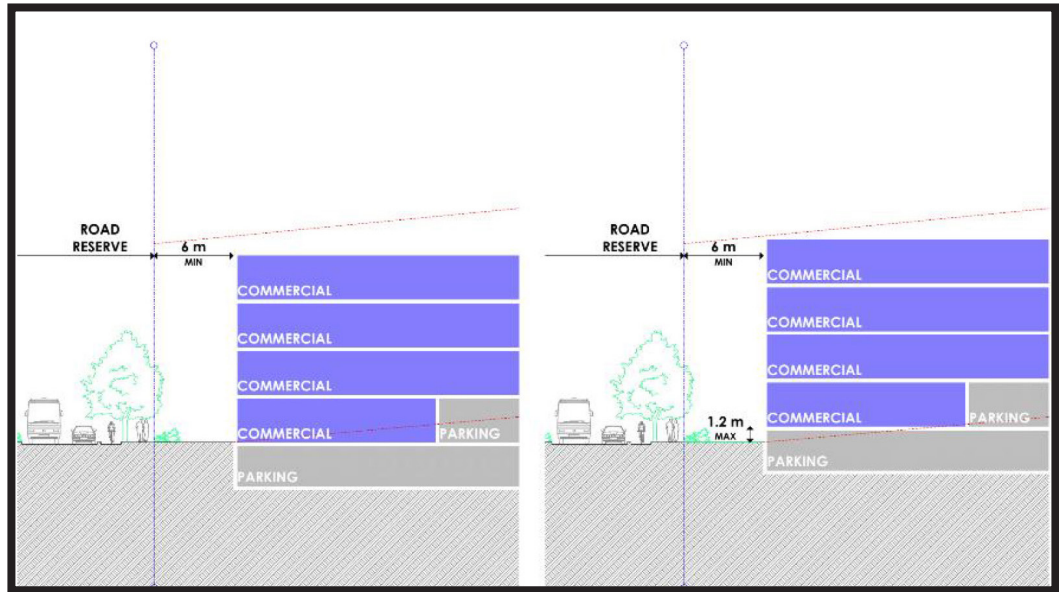 ROAD
RESERVE
6 m
MIN
COMMERCIAL
COMMERCIAL
COMMERCIAL
COMMERCIAL
PARKING
PARKING
ROAD
RESERVE
6 m
MIN
COMMERCIAL
COMMERCIAL
COMMERCIAL
COMMERCIAL
PARKING
1.2 m
MAX
PARKING